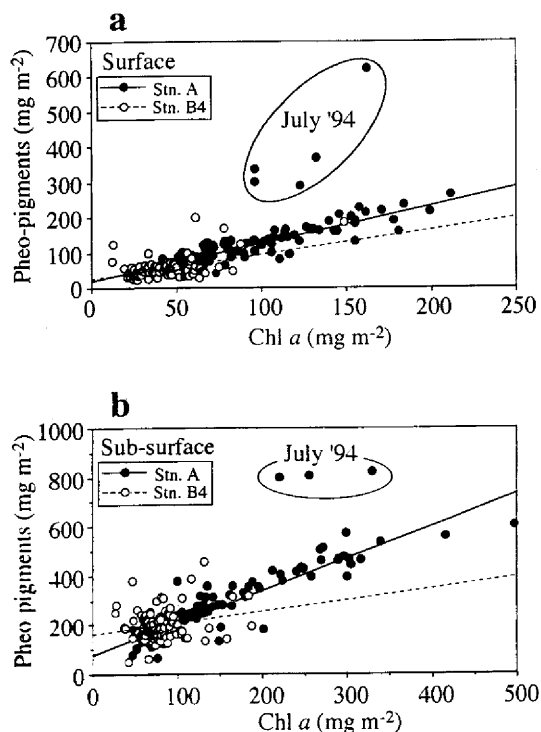 a
Pheo-pigments (mg m-2)
700
600
500
400
300
200
100
0
Surface
Stn. A
Stn. B4
July '94
0 50 100 150 200 250
Chl a (mg m-2)
b
Pheo pigments (mg m-2)
1000
800
600
400
200
0
Sub-surface
Stn. A
Stn. B4
July '94
0 100 200 300 400 500
Chl a (mg m-2)